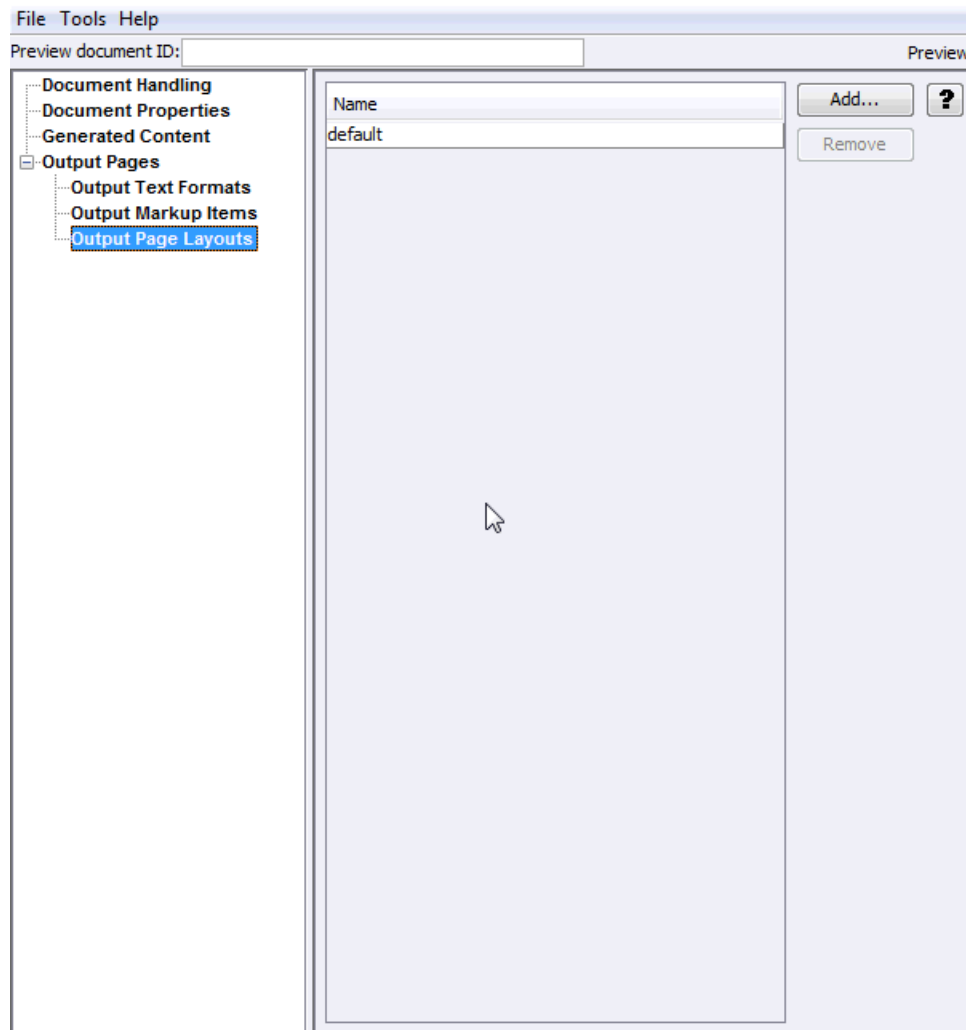 File Tools Help
Preview document ID:
Preview
Document Handling
Document Properties
Generated Content
Output Pages
Output Text Formats
Output Markup Items
Output Page Layouts
Name
default
Add...
?
Remove